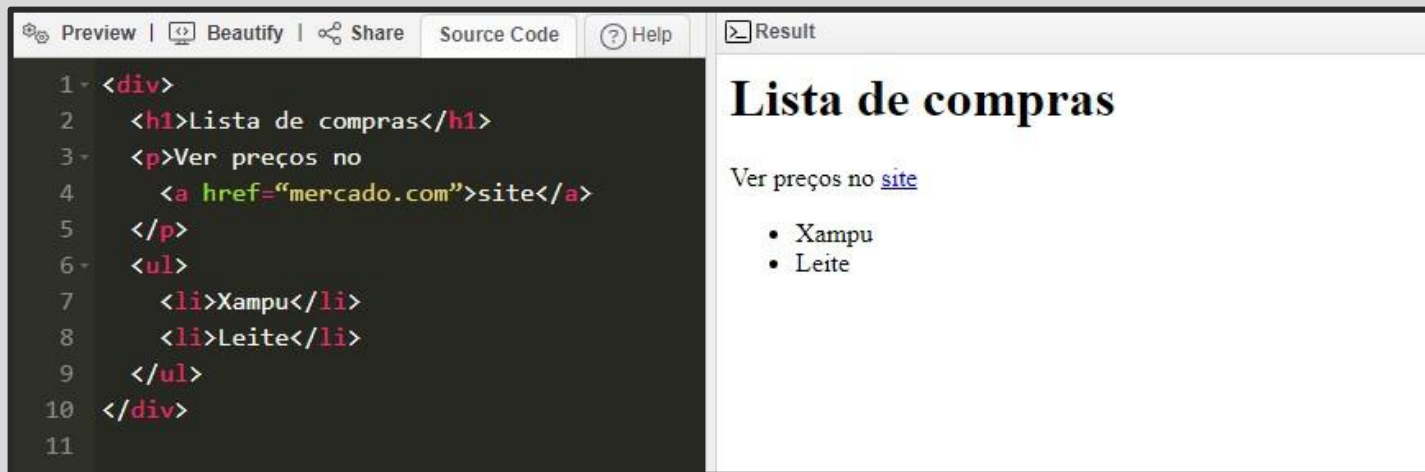 Preview | Beautify | Share Source Code Help
Result
1 <div>
2 <h1>Lista de compras</h1>
3 <p>Ver preços no
4 <a href=“mercado.com”>site</a>
5 </p>
6 <ul>
7 <li>Xampu</li>
8 <li>Leite</li>
9 </ul>
10 </div>
11
Lista de compras
Ver preços no site
• Xampu
• Leite